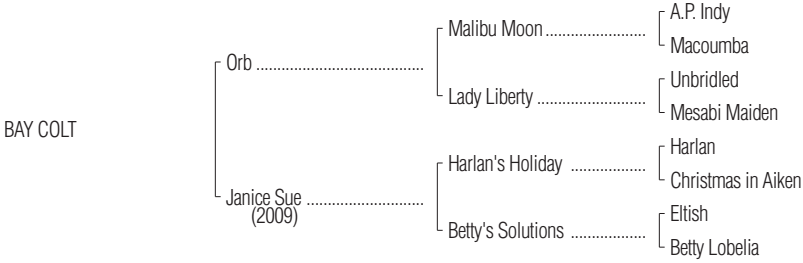 A.P. Indy
Malibu Moon ........................
Macoumba
Orb .......................................
Unbridled
Lady Liberty ..........................
Mesabi Maiden
BAY COLT
Harlan
Harlan's Holiday ..................
Christmas in Aiken
Janice Sue ............................
(2009)
Eltish
Betty's Solutions ..................
Betty Lobelia